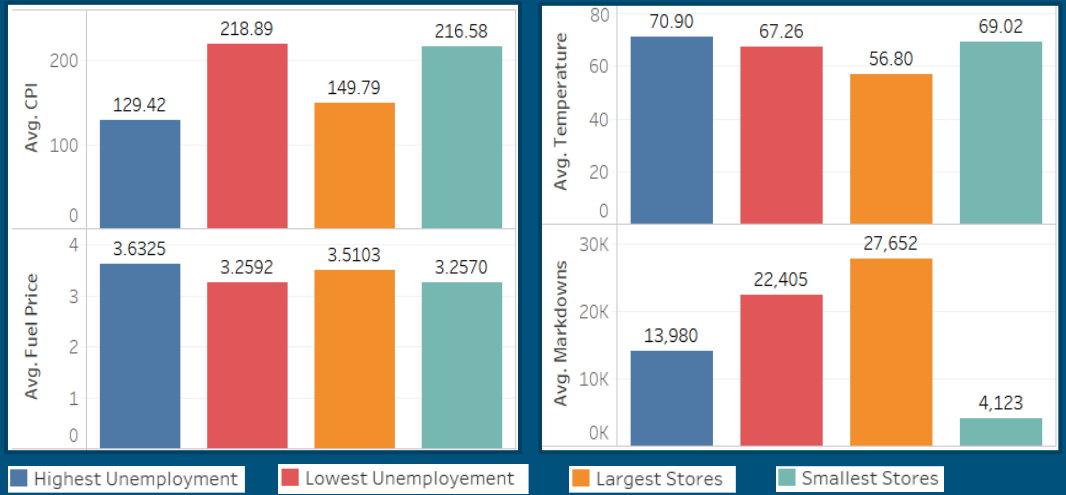 Avg. CPI
200
100
0
129.42
218.89
149.79
216.58
Avg. Fuel Price
4
3
2
1
0
3.6325
3.2592
3.5103
3.2570
Avg. Temperature
80
60
40
20
0
70.90
67.26
56.80
69.02
Avg. Markdowns
30K
20K
10K
0K
13,980
22,405
27,652
4,123
Highest Unemployment
Lowest Unemployement
Largest Stores
Smallest Stores